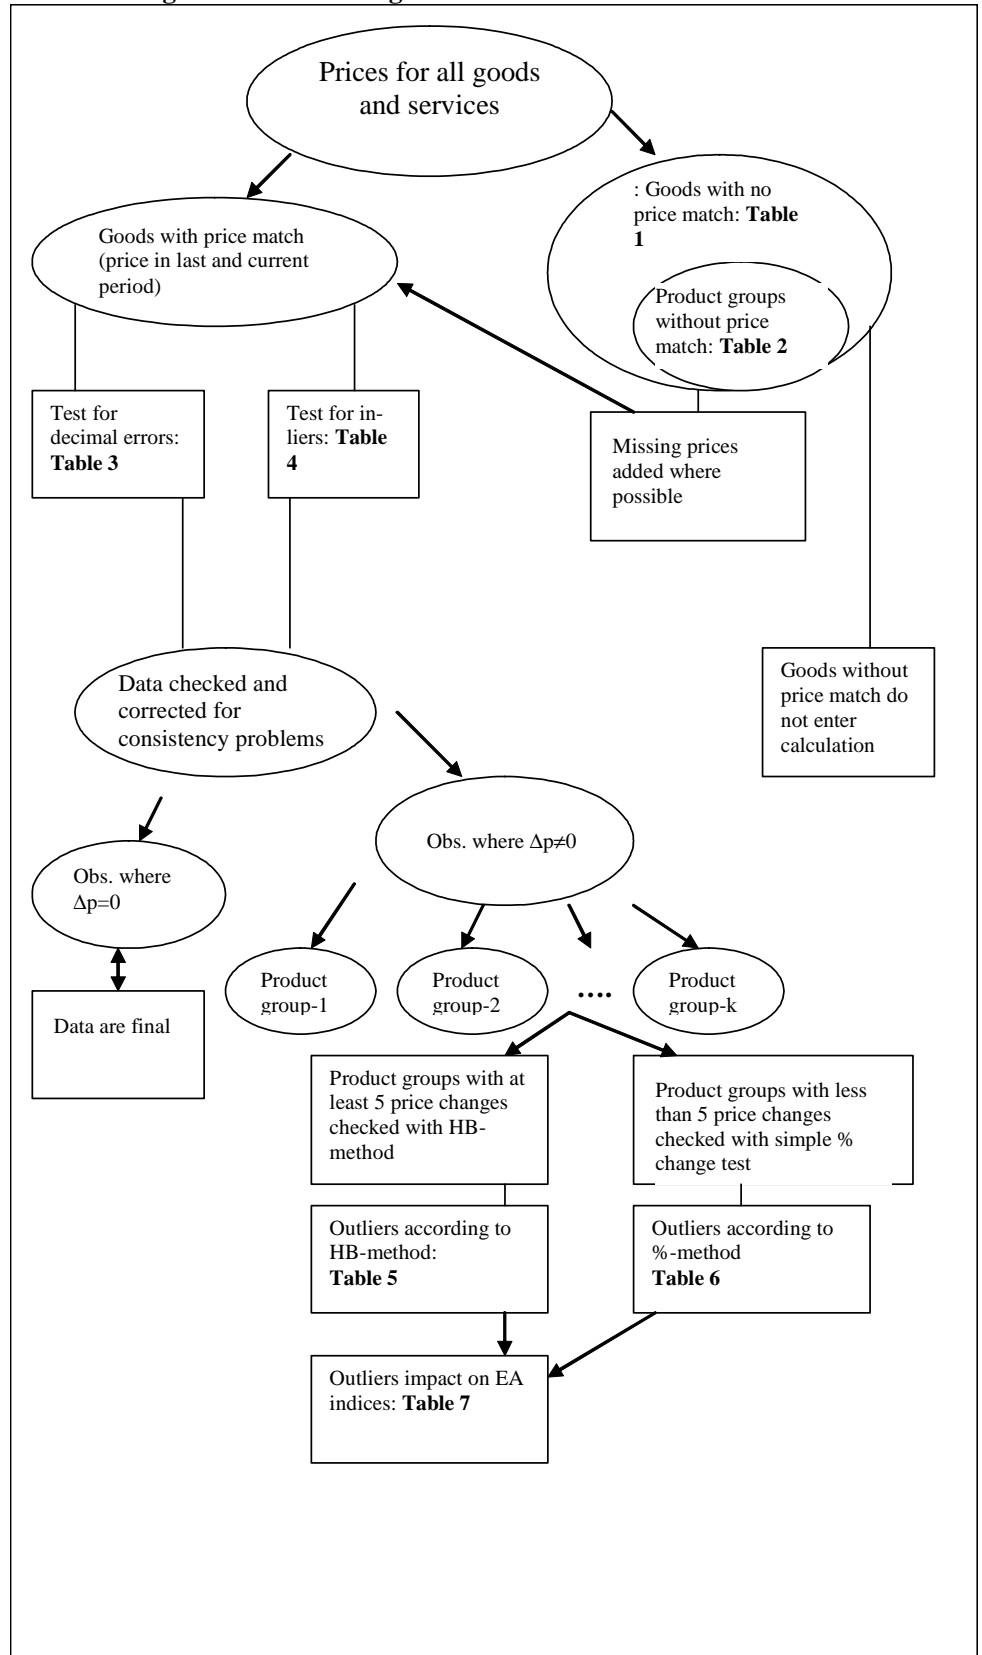 Prices for all goods
and services
: Goods with no
price match: Table
1
Goods with price match
(price in last and current
period)
Product groups
without price
match: Table 2
Test for
decimal errors:
Table 3
Test for in-
liers: Table
4
Missing prices
added where
possible
Data checked and
corrected for
consistency problems
Goods without
price match do
not enter
calculation
Obs. where Δp≠0
Obs. where
Δp=0
Product
group-1
Product
group-2
....
Product
group-k
Data are final
Product groups with at
least 5 price changes
checked with HB-
method
Product groups with less
than 5 price changes
checked with simple %
change test
Outliers according to
HB-method:
Table 5
Outliers according to
%-method
Table 6
Outliers impact on EA
indices: Table 7